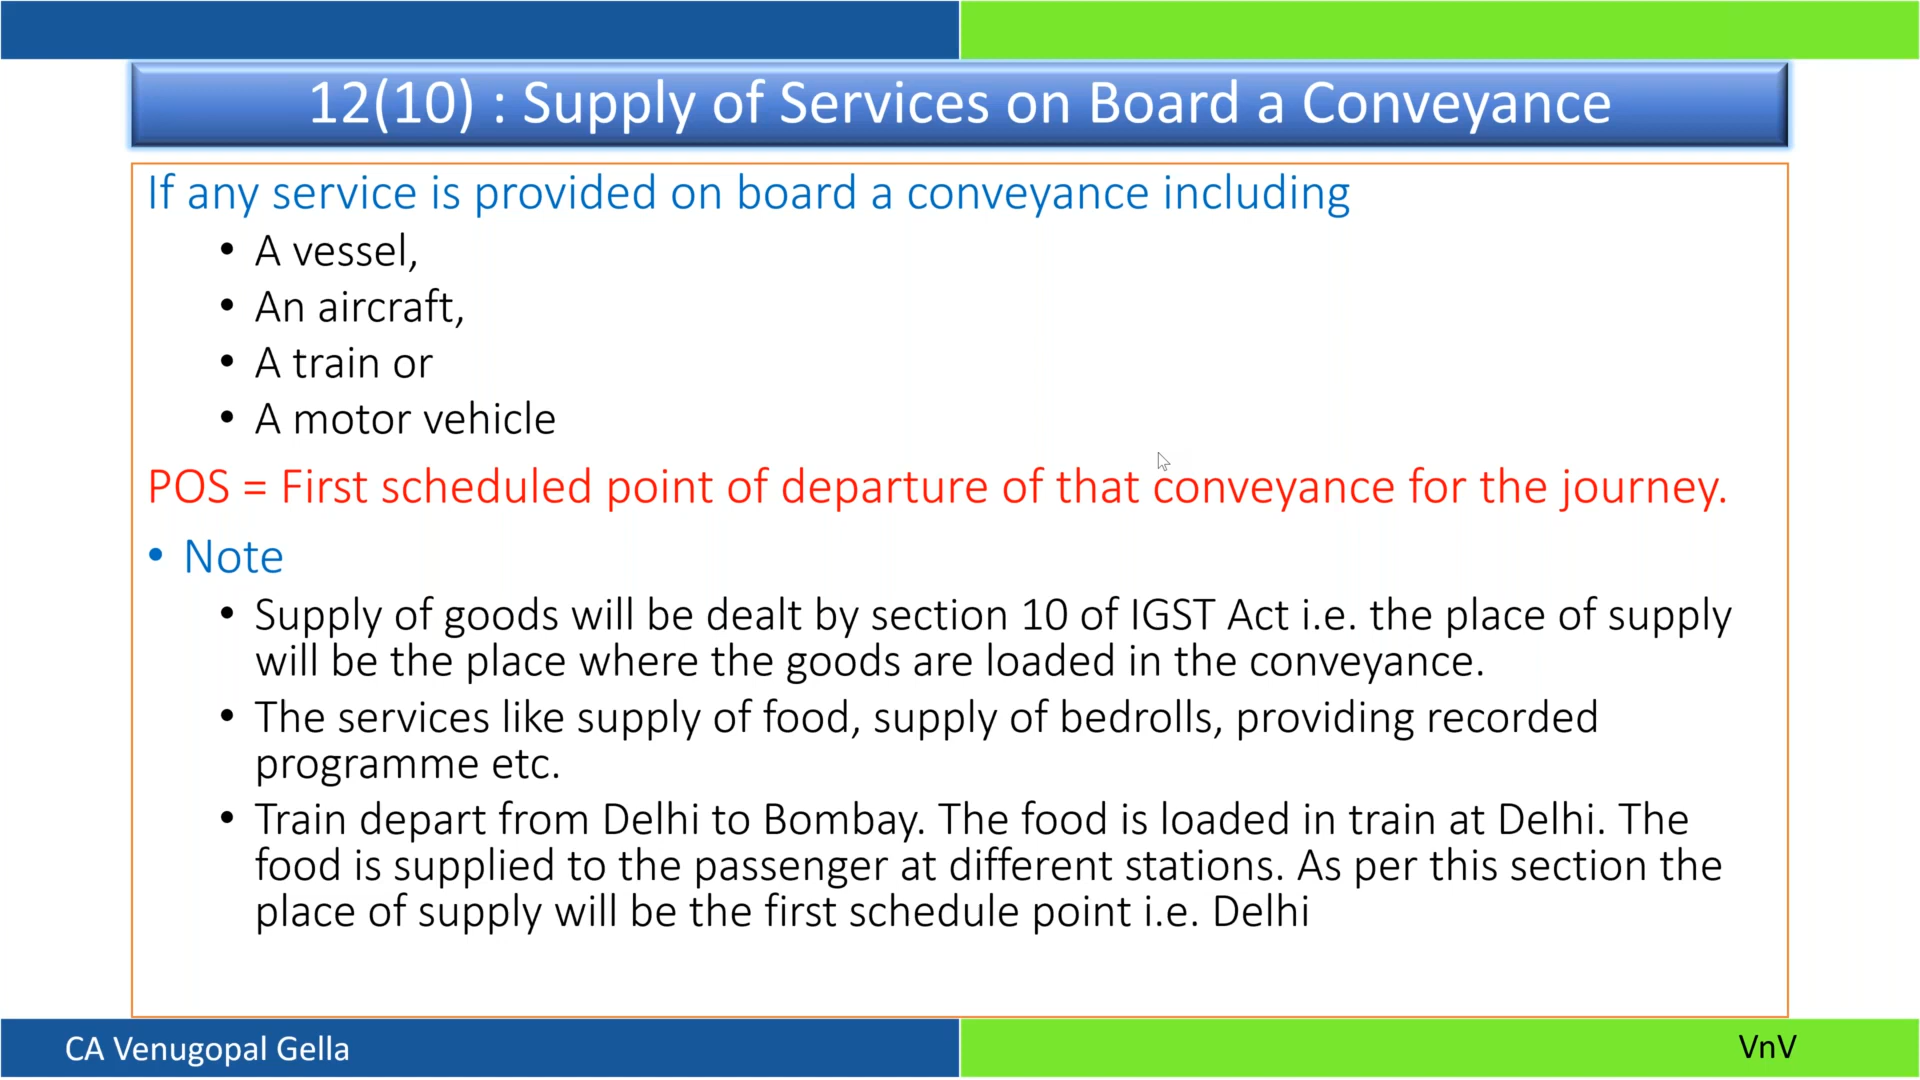 12(10) : Supply of Services on Board a Conveyance
If any service is provided on board a conveyance including
• A vessel,
• An aircraft,
• A train or
• A motor vehicle
POS = First scheduled point of departure of that conveyance for the journey.
• Note
• Supply of goods will be dealt by section 10 of IGST Act i.e. the place of supply
will be the place where the goods are loaded in the conveyance.
• The services like supply of food, supply of bedrolls, providing recorded
programme etc.
• Train depart from Delhi to Bombay. The food is loaded in train at Delhi. The
food is supplied to the passenger at different stations. As per this section the
place of supply will be the first schedule point i.e. Delhi
CA Venugopal Gella
VnV